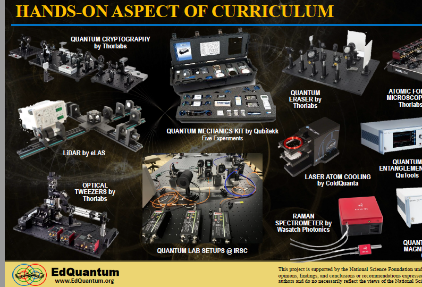 HANDS-ON ASPECT OF CURRICULUM
QUANTUM CRYPTOGRAPHY
by Thorlabs
QUANTUM MECHANICS KIT by Qubitekk
Five Experiments
QUANTUM
ERASER by
Thorlabs
ATOMIC FOR
MICROSCOP
Thorlabs
LiDAR by eLAS
LASER ATOM COOLING
by ColdQuanta
QUANTUM
ENTANGLEMEN
QuTools
OPTICAL
TWEEZERS by
Thorlabs
QUANTUM LAB SETUPS @ IRSC
RAMAN
SPECTROMETER by
Wasatch Photonics
QUANT
MAGN
EdQuantum
www.EdQuantum.org
This project is supported by the National Science Foundation und
opinions, findings, and conclusions or recommendations expresse
authors and do no necessarily reflect the views of the National Sci